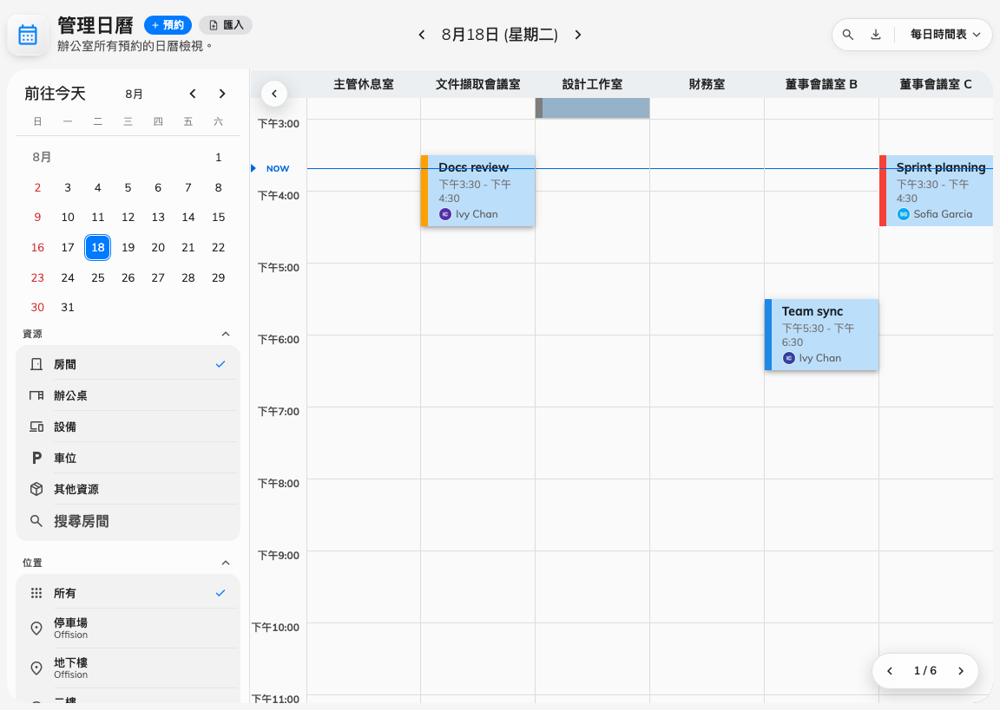 管理日曆
+ 預約
匯入
辦公室所有預約的日曆檢視。
8月18日 (星期二)
每日時間表
前往今天
8月
日 一 二 三 四 五 六
8月 1
2 3 4 5 6 7 8
9 10 11 12 13 14 15
16 17 18 19 20 21 22
23 24 25 26 27 28 29
30 31
資源
房間
辦公桌
設備
車位
其他資源
搜尋房間
位置
所有
停車場
Offision
地下樓
Offision
二樓
主管休息室 文件擷取會議室 設計工作室 財務室 董事會議室 B 董事會議室 C
下午3:00
NOW
下午4:00
下午5:00
下午6:00
下午7:00
下午8:00
下午9:00
下午10:00
下午11:00
Docs review
下午3:30 - 下午
4:30
IC Ivy Chan
Sprint planning
下午3:30 - 下午
4:30
SG Sofia Garcia
Team sync
下午5:30 - 下午
6:30
IC Ivy Chan
1 / 6